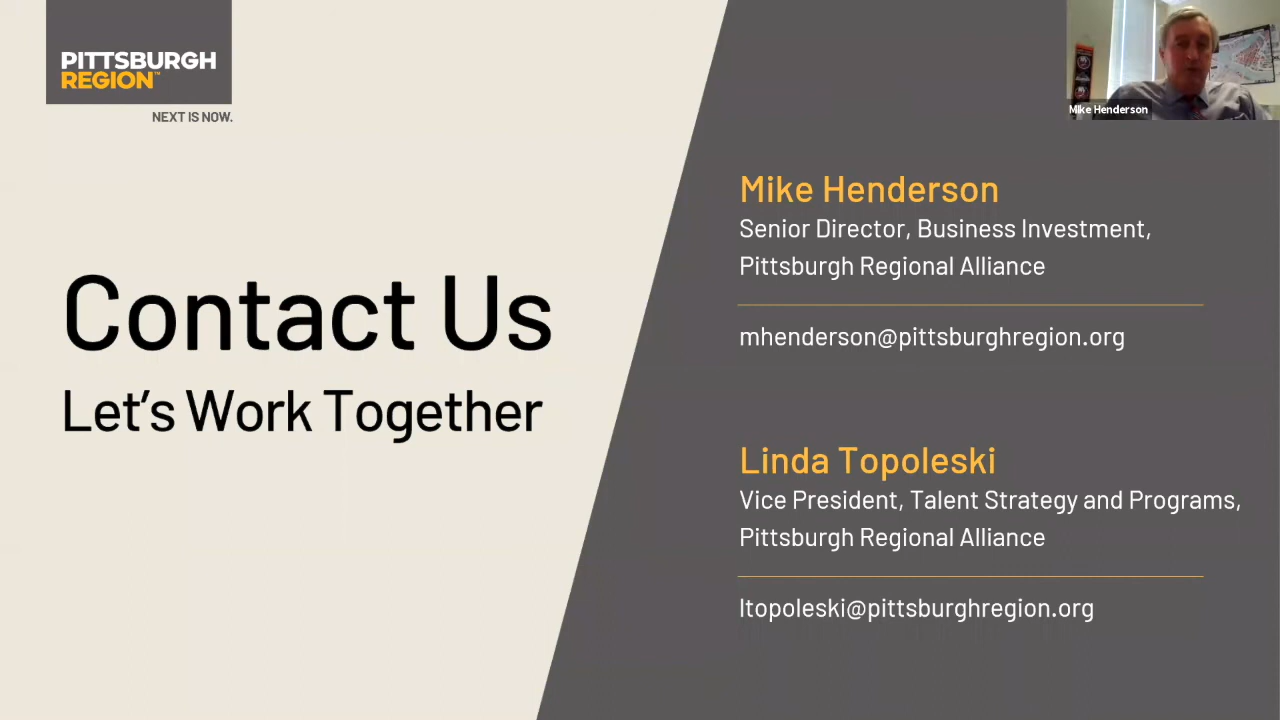 PITTSBURGH
REGION™
NEXT IS NOW.
Contact Us
Let's Work Together
Mike Henderson
Mike Henderson
Senior Director, Business Investment,
Pittsburgh Regional Alliance
mhenderson@pittsburghregion.org
Linda Topoleski
Vice President, Talent Strategy and Programs,
Pittsburgh Regional Alliance
ltopoleski@pittsburghregion.org